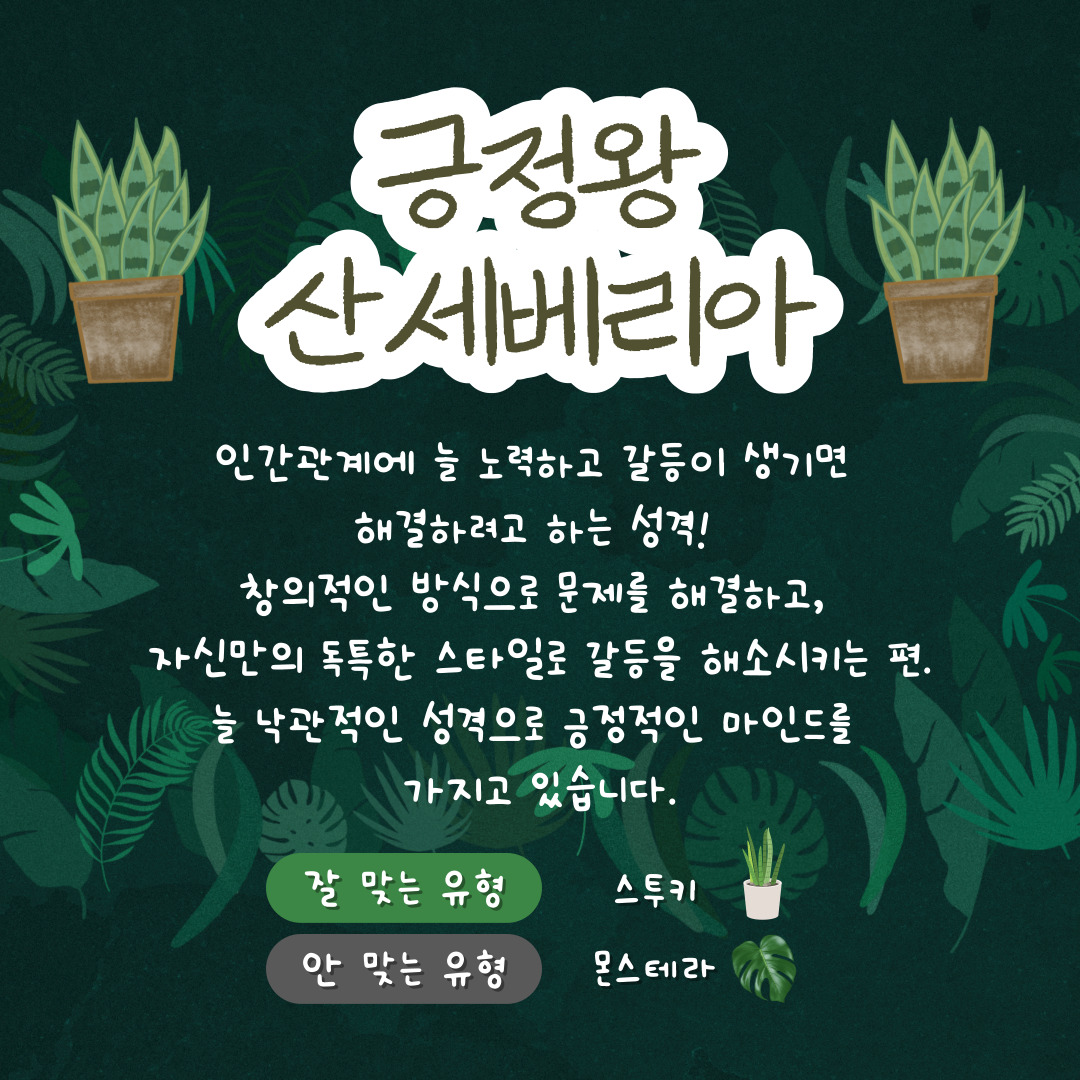 긍정왕
산세베리아
인간관계에 늘 노력하고 갈등이 생기면
해결하려고 하는 성격!
창의적인 방식으로 문제를 해결하고,
자신만의 독특한 스타일로 갈등을 해소시키는 편.
늘 낙관적인 성격으로 긍정적인 마인드를
가지고 있습니다.
잘 맞는 유형 스투키
안 맞는 유형 몬스테라